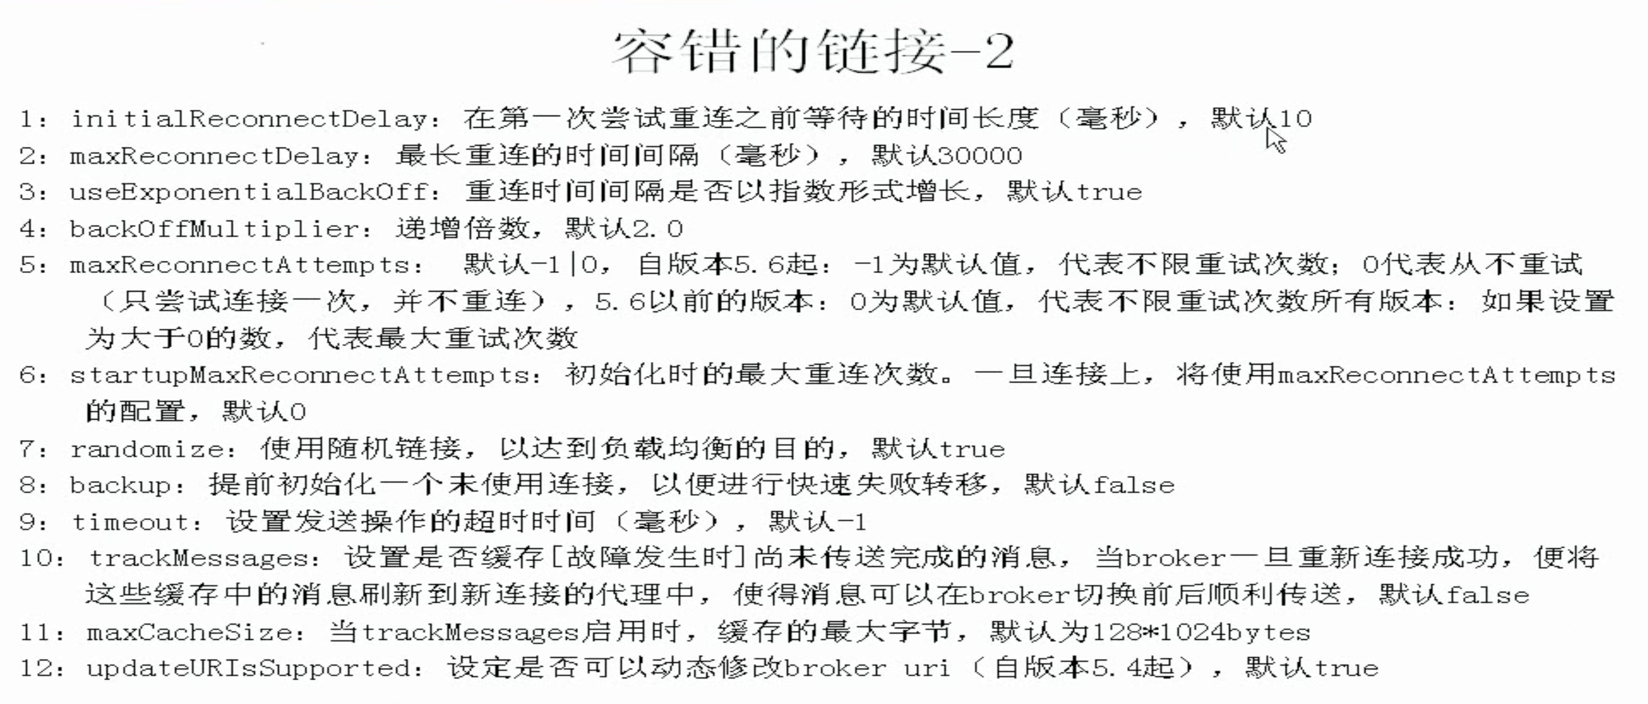 容错的链接-2
1：initialReconnectDelay：在第一次尝试重连之前等待的时间长度（毫秒），默认10
2：maxReconnectDelay：最长重连的时间间隔（毫秒），默认30000
3：useExponentialBackOff：重连时间间隔是否以指数形式增长，默认true
4：backOffMultiplier：递增倍数，默认2.0
5：maxReconnectAttempts： 默认-1|0，自版本5.6起：-1为默认值，代表不限重试次数；0代表从不重试
（只尝试连接一次，并不重连），5.6以前的版本：0为默认值，代表不限重试次数所有版本：如果设置
为大于0的数，代表最大重试次数
6：startupMaxReconnectAttempts：初始化时的最大重连次数。一旦连接上，将使用maxReconnectAttempts
的配置，默认0
7：randomize：使用随机链接，以达到负载均衡的目的，默认true
8：backup：提前初始化一个未使用连接，以便进行快速失败转移，默认false
9：timeout：设置发送操作的超时时间（毫秒），默认-1
10：trackMessages：设置是否缓存[故障发生时]尚未传送完成的消息，当broker一旦重新连接成功，便将
这些缓存中的消息刷新到新连接的代理中，使得消息可以在broker切换前后顺利传送，默认false
11：maxCacheSize：当trackMessages启用时，缓存的最大字节，默认为128*1024bytes
12：updateURIsSupported：设定是否可以动态修改broker uri（自版本5.4起），默认true